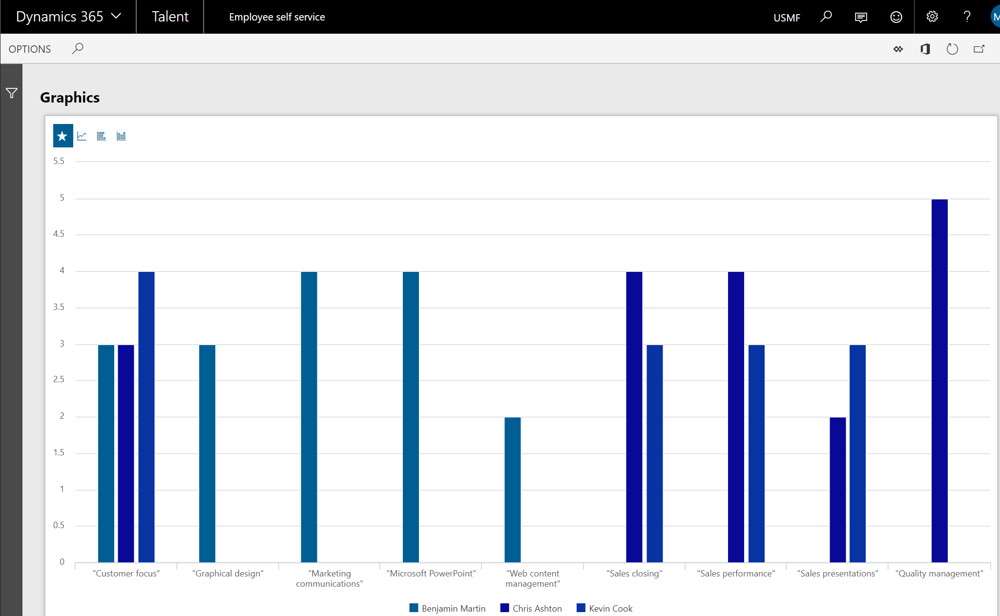 Dynamics 365
Talent
Employee self service
USMF
?
M
OPTIONS
Graphics
5.5
5
4.5
4
3.5
3
2.5
2
1.5
1
0.5
0
"Customer focus"
"Graphical design"
"Marketing
communications"
"Microsoft PowerPoint"
"Web content
management"
"Sales closing"
"Sales performance"
"Sales presentations"
"Quality management"
Benjamin Martin
Chris Ashton
Kevin Cook